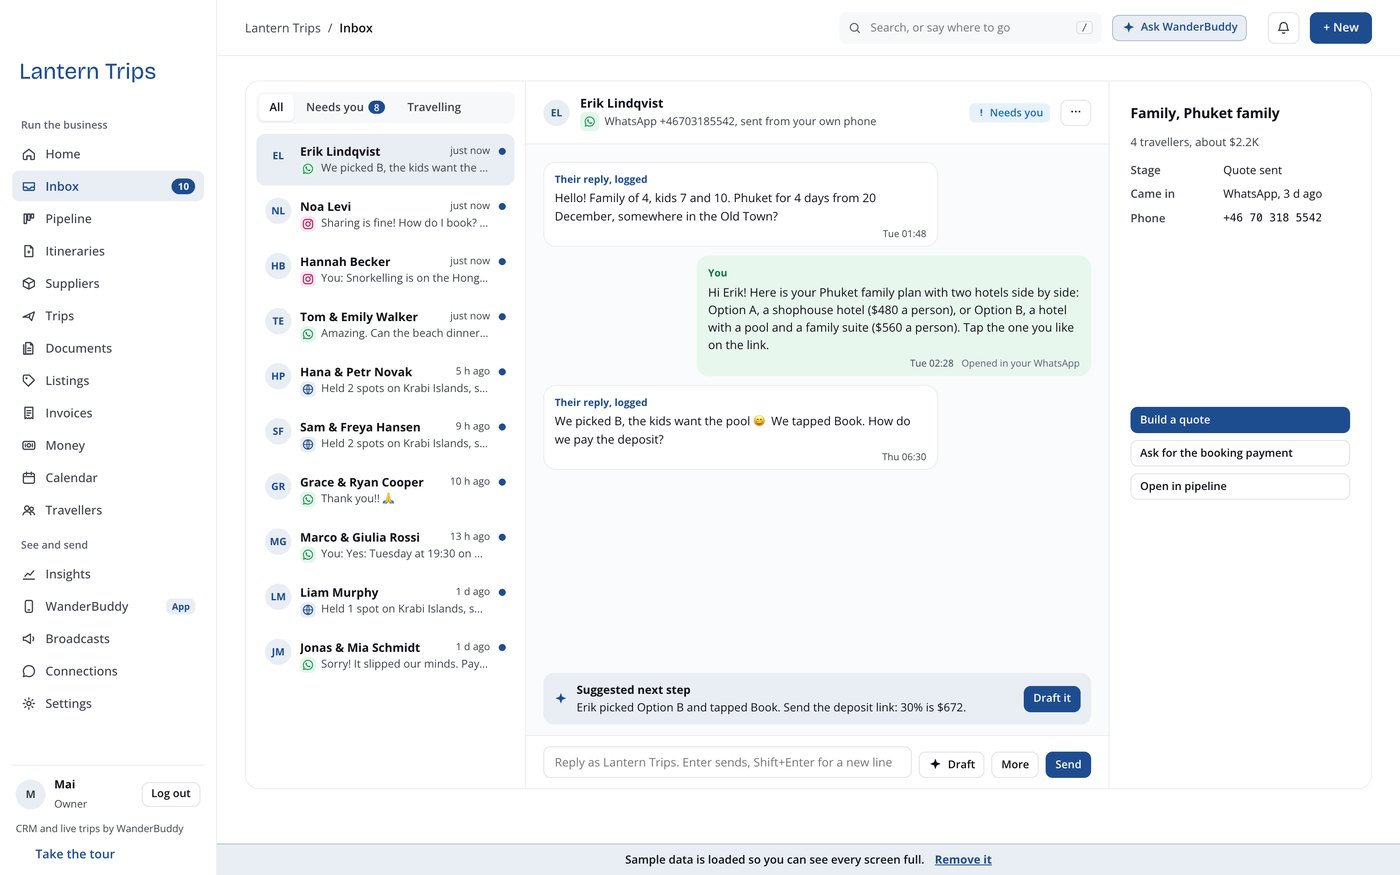 Lantern Trips
Run the business
Home
Inbox 10
Pipeline
Itineraries
Suppliers
Trips
Documents
Listings
Invoices
Money
Calendar
Travellers
See and send
Insights
WanderBuddy App
Broadcasts
Connections
Settings
M
Mai
Owner
Log out
CRM and live trips by WanderBuddy
Take the tour
Lantern Trips / Inbox
Search, or say where to go /
Ask WanderBuddy
+ New
All Needs you 8 Travelling
EL Erik Lindqvist just now
We picked B, the kids want the ...
NL Noa Levi just now
Sharing is fine! How do I book? ...
HB Hannah Becker just now
You: Snorkelling is on the Hong...
TE Tom & Emily Walker just now
Amazing. Can the beach dinner...
HP Hana & Petr Novak 5 h ago
Held 2 spots on Krabi Islands, s...
SF Sam & Freya Hansen 9 h ago
Held 2 spots on Krabi Islands, s...
GR Grace & Ryan Cooper 10 h ago
Thank you!! 🙏
MG Marco & Giulia Rossi 13 h ago
You: Yes: Tuesday at 19:30 on ...
LM Liam Murphy 1 d ago
Held 1 spot on Krabi Islands, s...
JM Jonas & Mia Schmidt 1 d ago
Sorry! It slipped our minds. Pay...
EL Erik Lindqvist
WhatsApp +46703185542, sent from your own phone
! Needs you
...
Their reply, logged
Hello! Family of 4, kids 7 and 10. Phuket for 4 days from 20
December, somewhere in the Old Town?
Tue 01:48
You
Hi Erik! Here is your Phuket family plan with two hotels side by side:
Option A, a shophouse hotel ($480 a person), or Option B, a hotel
with a pool and a family suite ($560 a person). Tap the one you like
on the link.
Tue 02:28 Opened in your WhatsApp
Their reply, logged
We picked B, the kids want the pool 😄 We tapped Book. How do
we pay the deposit?
Thu 06:30
Suggested next step
Erik picked Option B and tapped Book. Send the deposit link: 30% is $672.
Draft it
Reply as Lantern Trips. Enter sends, Shift+Enter for a new line
Draft
More
Send
Family, Phuket family
4 travellers, about $2.2K
Stage Quote sent
Came in WhatsApp, 3 d ago
Phone +46 70 318 5542
Build a quote
Ask for the booking payment
Open in pipeline
Sample data is loaded so you can see every screen full. Remove it